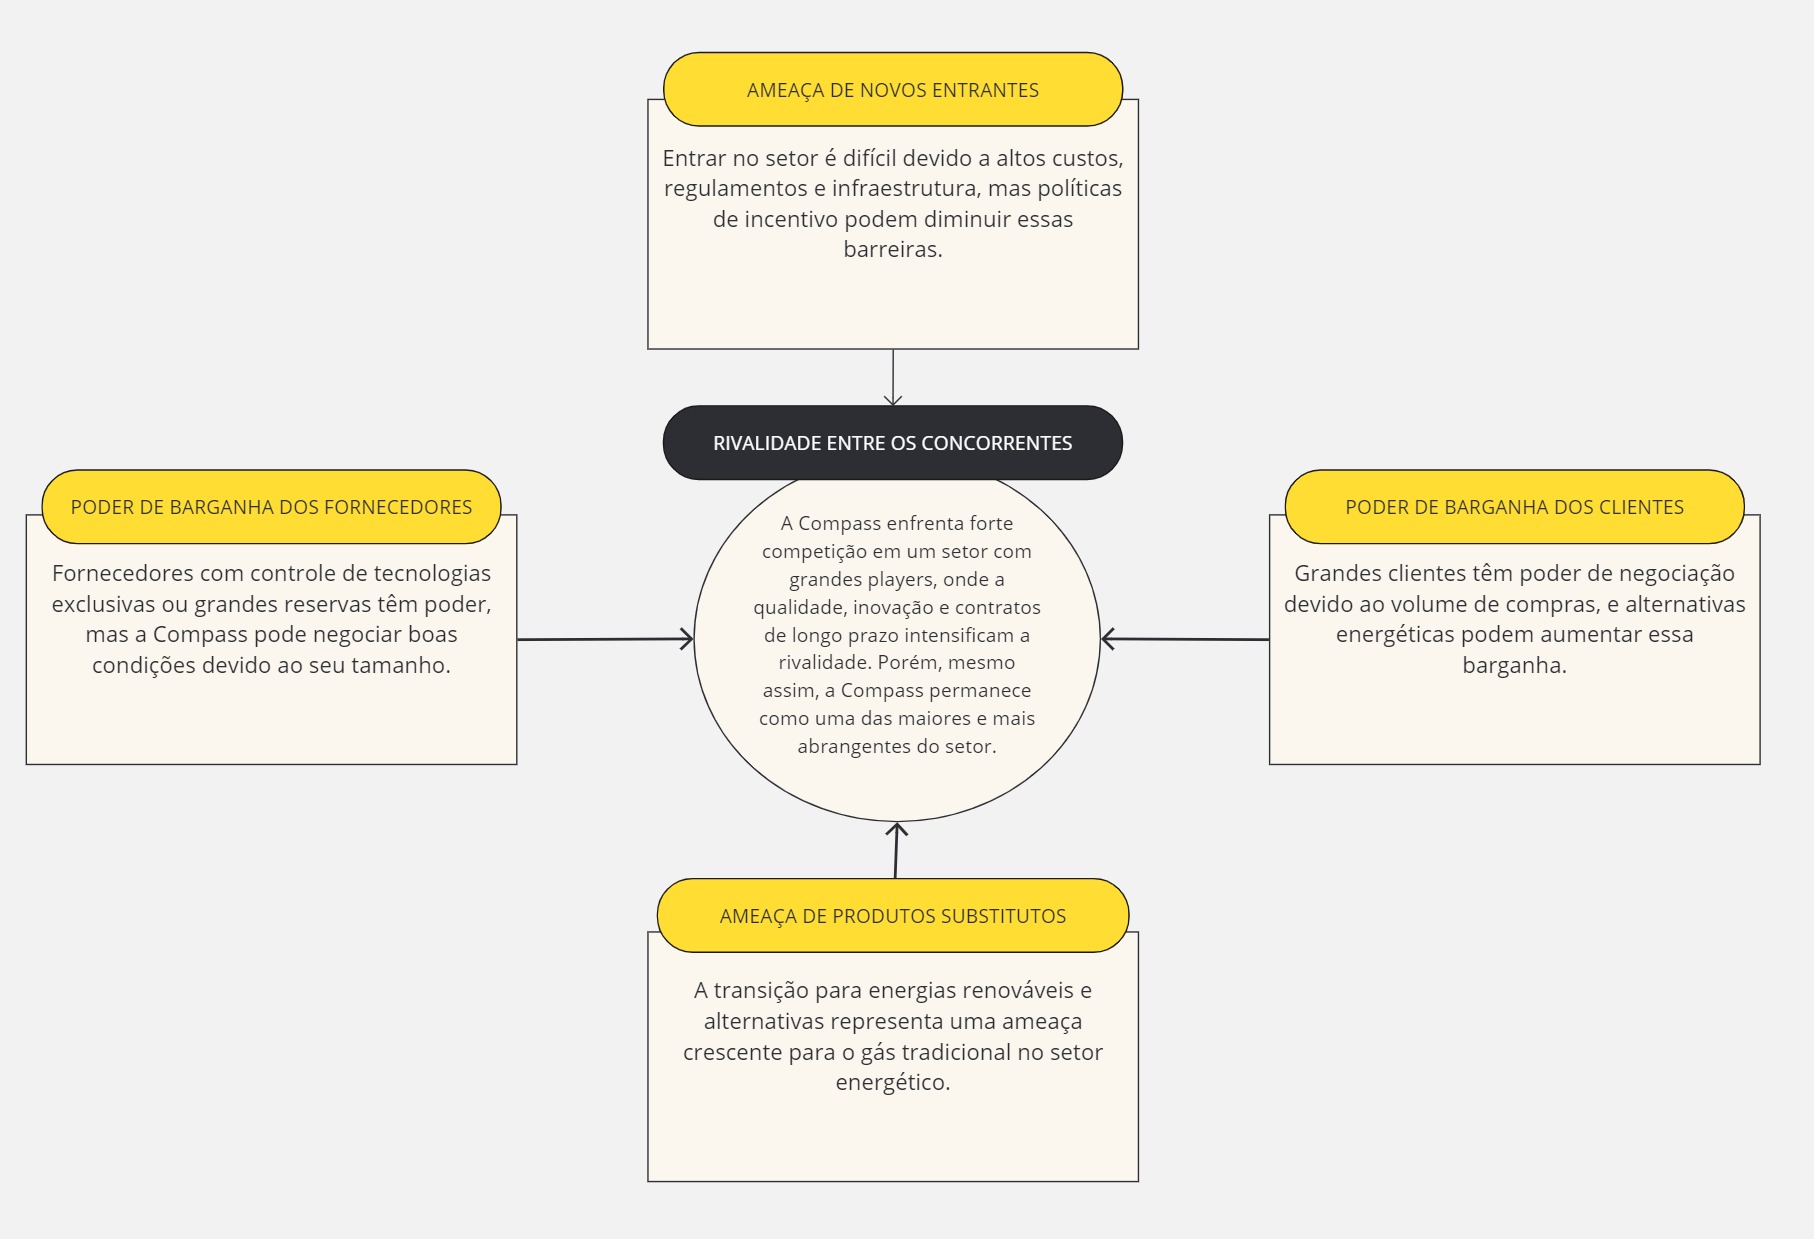 AMEAÇA DE NOVOS ENTRANTES
Entrar no setor é difícil devido a altos custos,
regulamentos e infraestrutura, mas políticas
de incentivo podem diminuir essas
barreiras.
RIVALIDADE ENTRE OS CONCORRENTES
A Compass enfrenta forte
competição em um setor com
grandes players, onde a
qualidade, inovação e contratos
de longo prazo intensificam a
rivalidade. Porém, mesmo
assim, a Compass permanece
como uma das maiores e mais
abrangentes do setor.
PODER DE BARGANHA DOS FORNECEDORES
Fornecedores com controle de tecnologias
exclusivas ou grandes reservas têm poder,
mas a Compass pode negociar boas
condições devido ao seu tamanho.
PODER DE BARGANHA DOS CLIENTES
Grandes clientes têm poder de negociação
devido ao volume de compras, e alternativas
energéticas podem aumentar essa
barganha.
AMEAÇA DE PRODUTOS SUBSTITUTOS
A transição para energias renováveis e
alternativas representa uma ameaça
crescente para o gás tradicional no setor
energético.